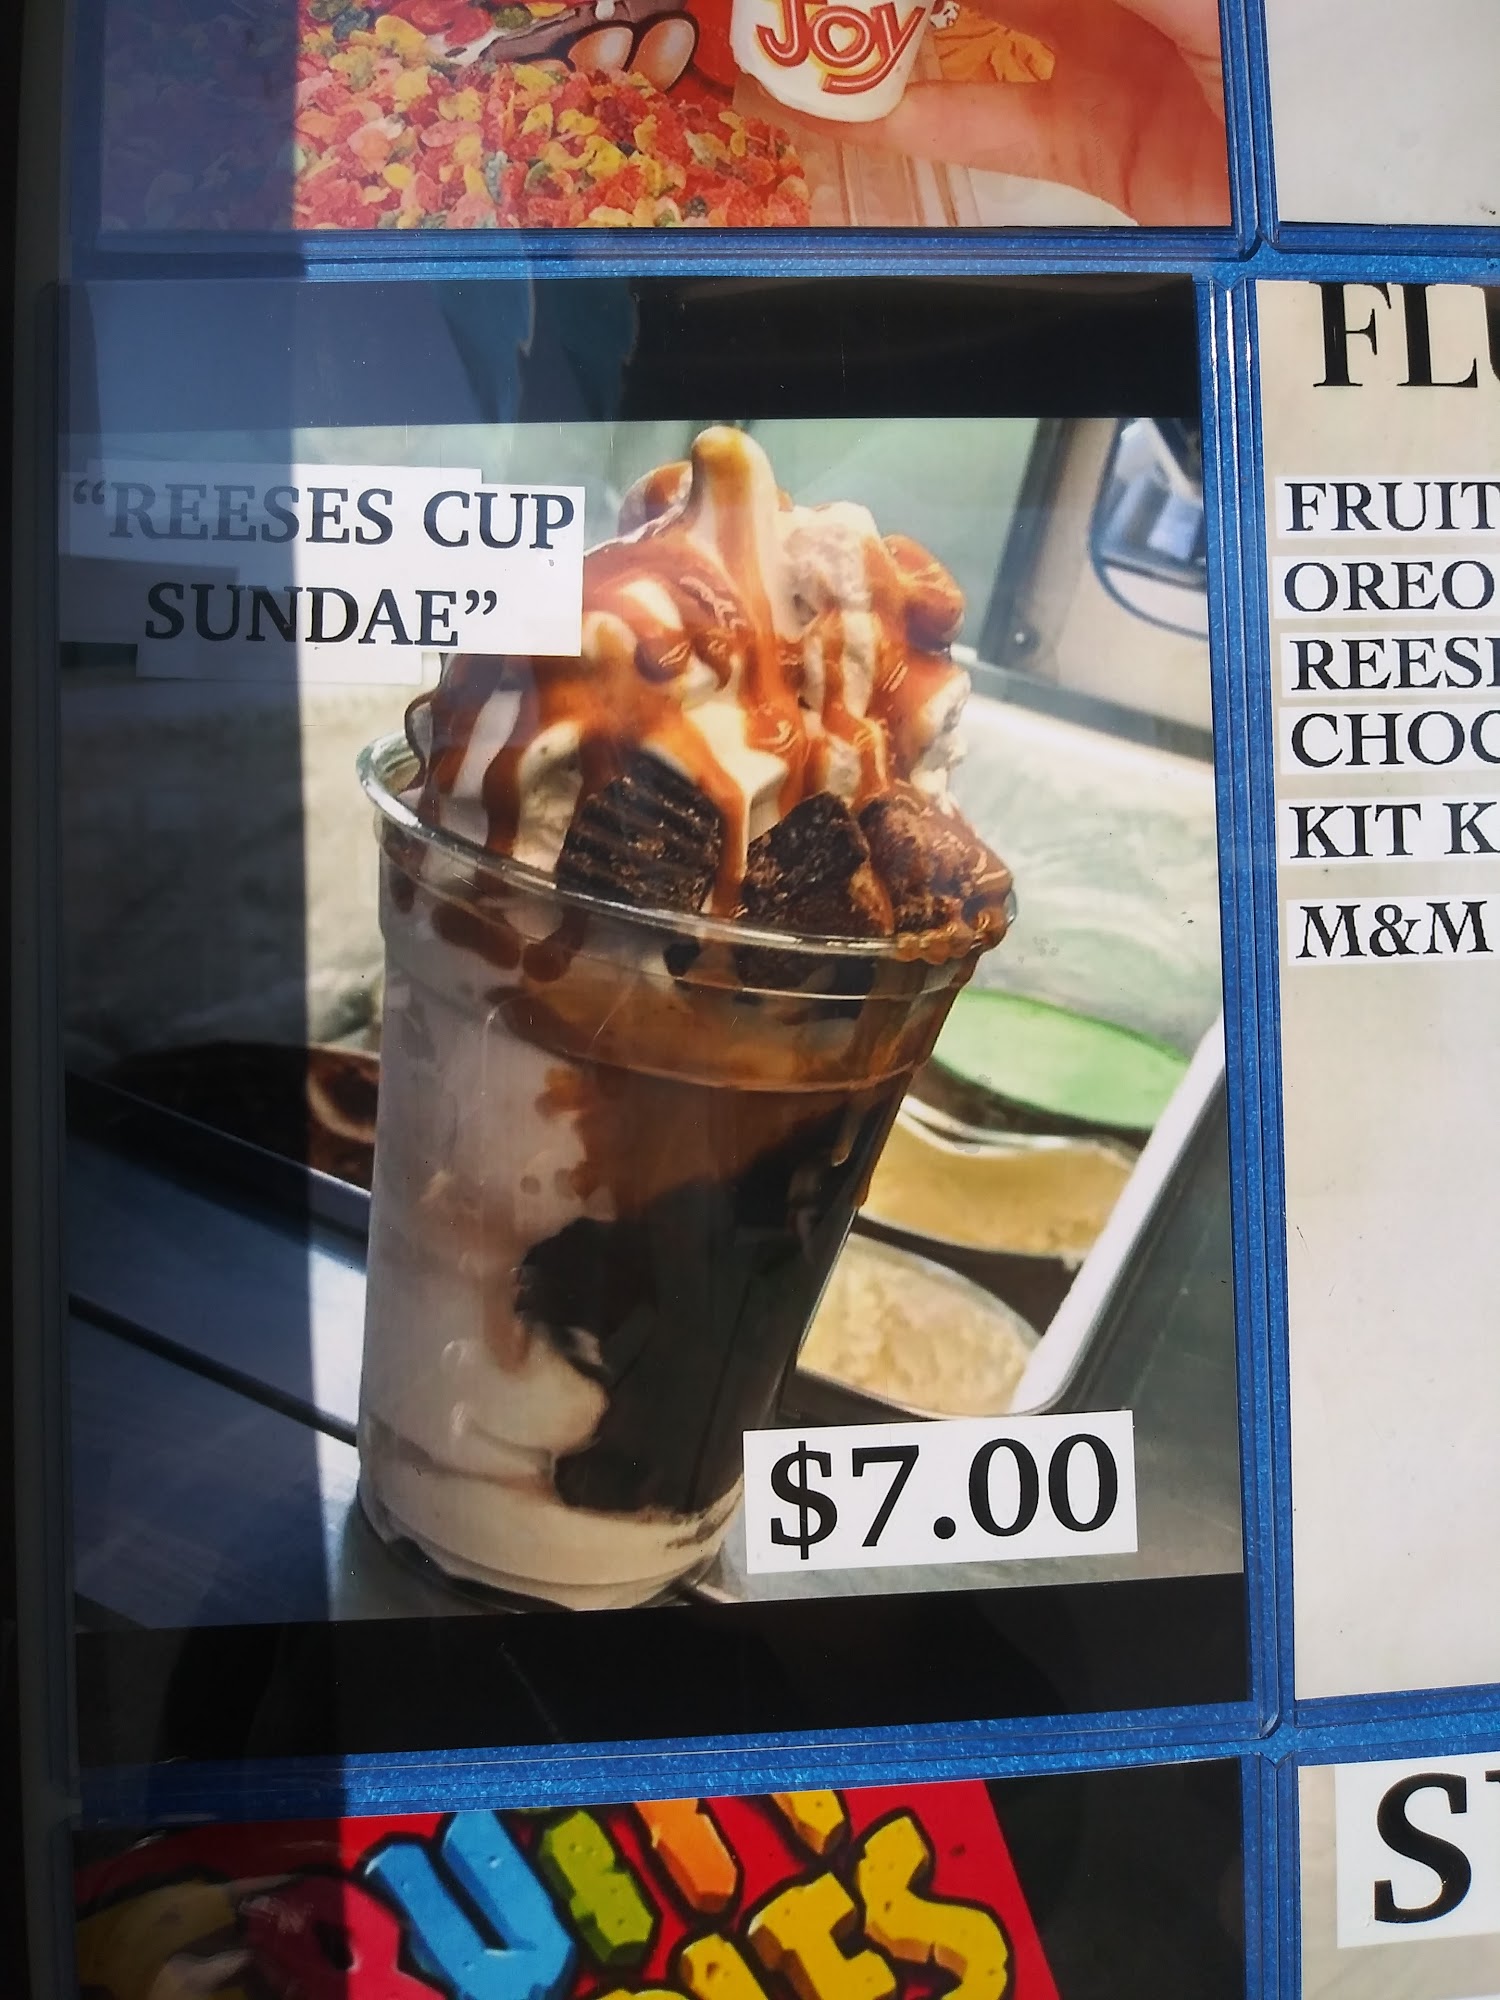 Joy
"REESES CUP
SUNDAE"
$7.00
FRUIT
OREO
KIT K
M&M